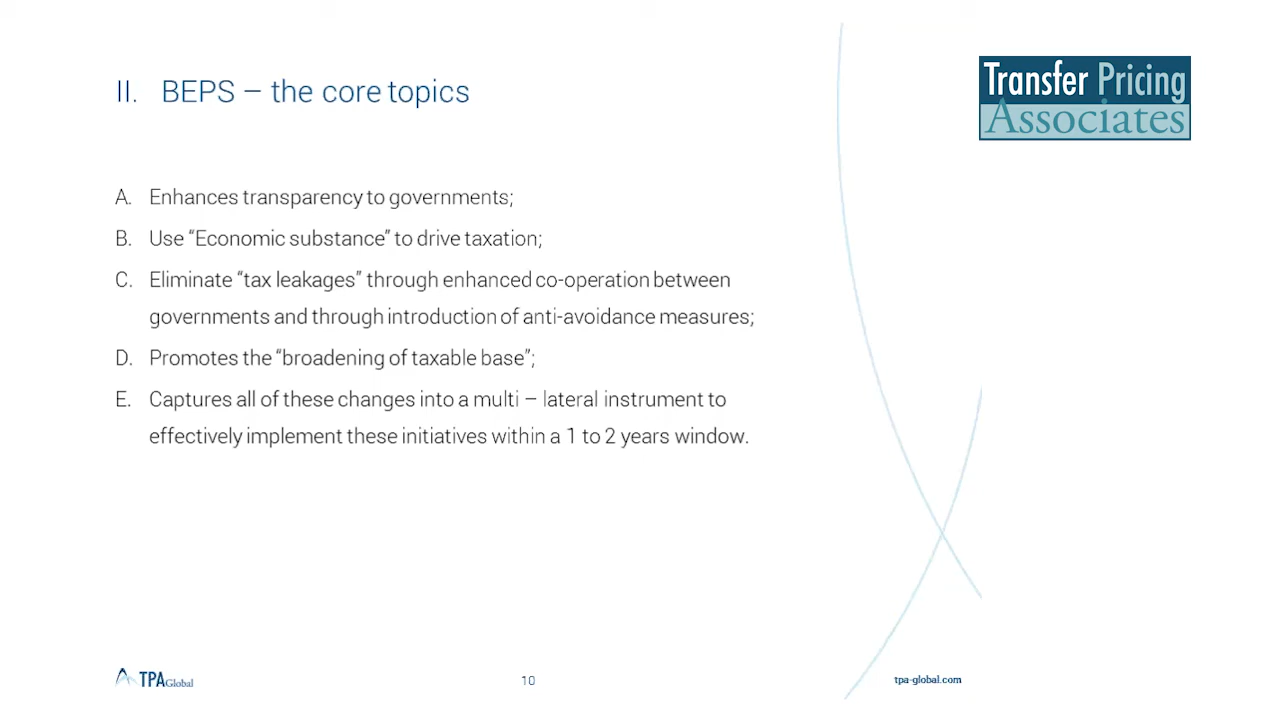 II. BEPS – the core topics
Transfer Pricing
Associates
A. Enhances transparency to governments;
B. Use “Economic substance” to drive taxation;
C. Eliminate “tax leakages” through enhanced co-operation between
governments and through introduction of anti-avoidance measures;
D. Promotes the “broadening of taxable base”;
E. Captures all of these changes into a multi – lateral instrument to
effectively implement these initiatives within a 1 to 2 years window.
TPA Global
10
tpa-global.com